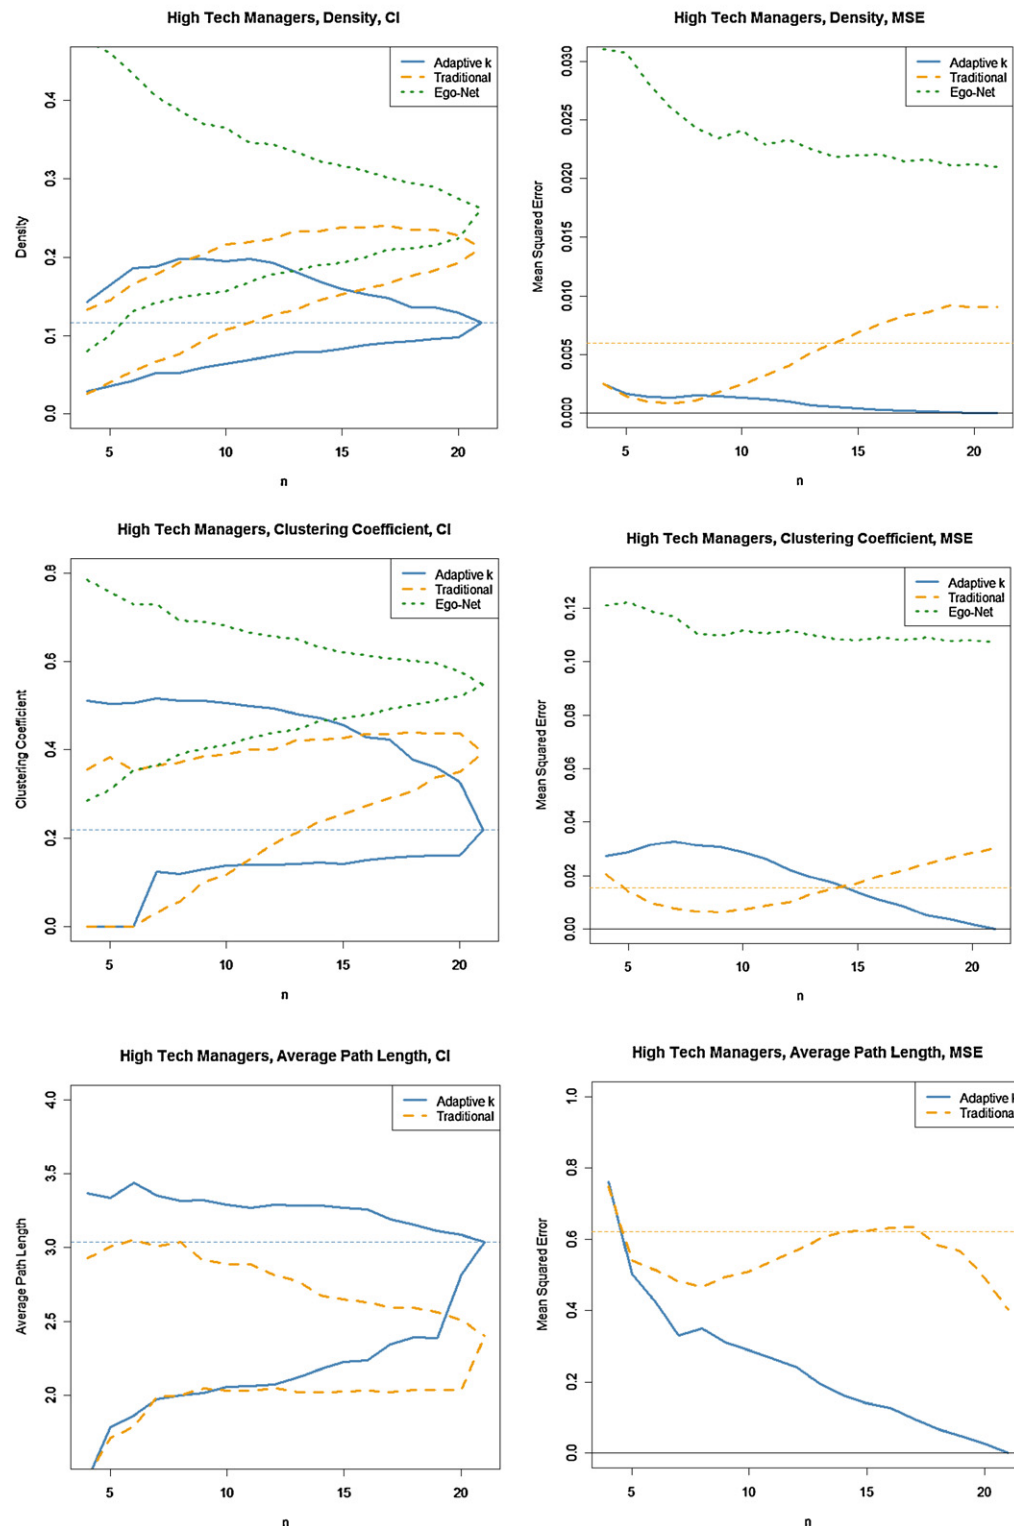 High Tech Managers, Density, CI
Adaptive k
Traditional
Ego-Net
Density
0.0 0.1 0.2 0.3 0.4
5 10 15 20
n
High Tech Managers, Density, MSE
Adaptive k
Traditional
Ego-Net
Mean Squared Error
0.000 0.005 0.010 0.015 0.020 0.025 0.030
5 10 15 20
n
High Tech Managers, Clustering Coefficient, CI
Adaptive k
Traditional
Ego-Net
Clustering Coefficient
0.0 0.2 0.4 0.6 0.8
5 10 15 20
n
High Tech Managers, Clustering Coefficient, MSE
Adaptive k
Traditional
Ego-Net
Mean Squared Error
0.00 0.02 0.04 0.06 0.08 0.10 0.12
5 10 15 20
n
High Tech Managers, Average Path Length, CI
Adaptive k
Traditional
Average Path Length
2.0 2.5 3.0 3.5 4.0
5 10 15 20
n
High Tech Managers, Average Path Length, MSE
Adaptive k
Traditiona
Mean Squared Error
0.0 0.2 0.4 0.6 0.8 1.0
5 10 15 20
n